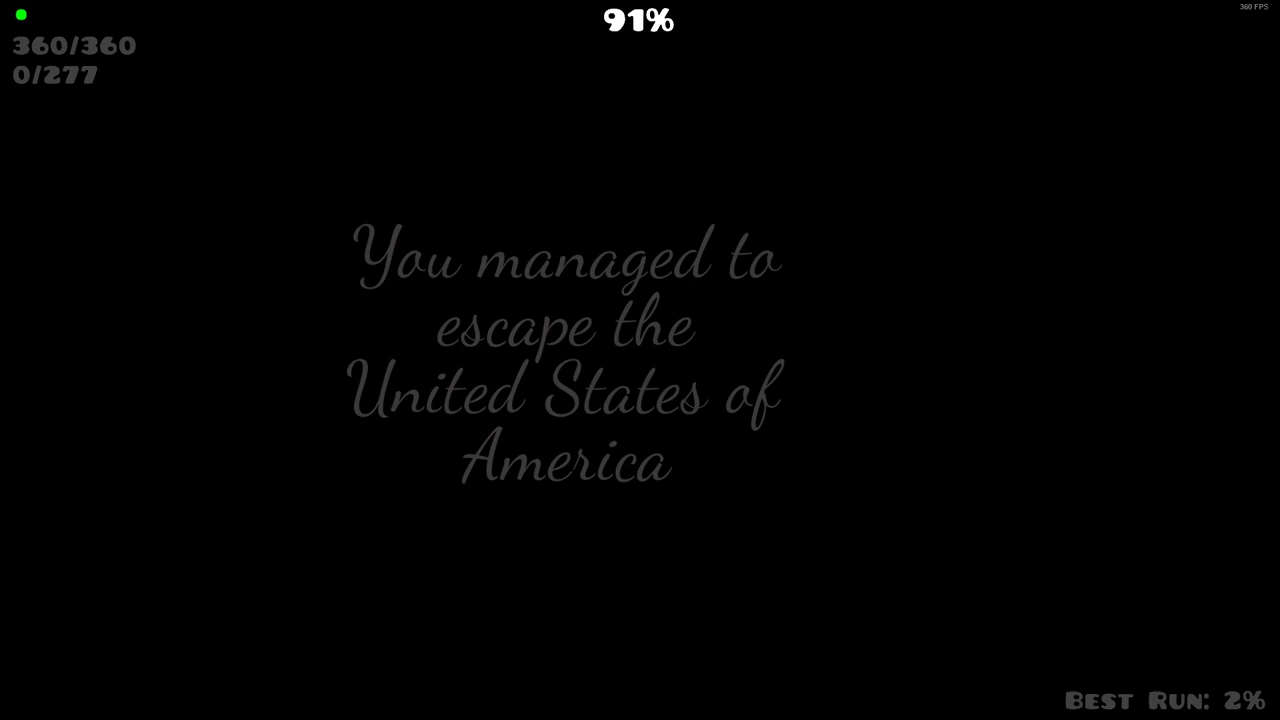 91%
360 FPS
360/360
0/277
You managed to
escape the
United States of
America
Best Run: 2%